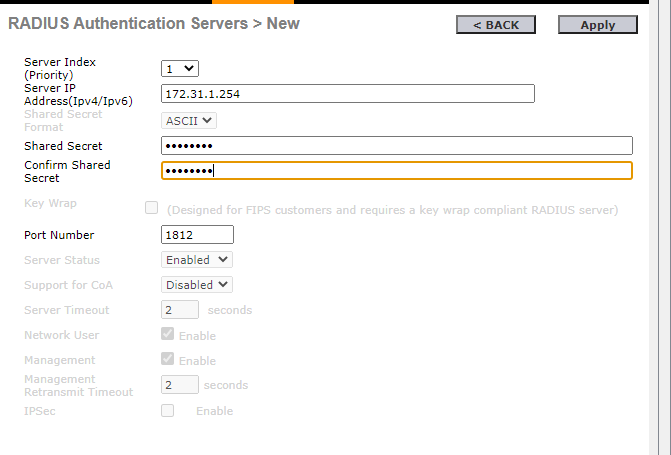 RADIUS Authentication Servers > New
< BACK
Apply
Server Index
(Priority)
1
Server IP
Address(Ipv4/Ipv6)
172.31.1.254
Shared Secret
Format
ASCII
Shared Secret
••••••••
Confirm Shared
Secret
••••••••
Key Wrap
(Designed for FIPS customers and requires a key wrap compliant RADIUS server)
Port Number
1812
Server Status
Enabled
Support for CoA
Disabled
Server Timeout
2 seconds
Network User
Enable
Management
Enable
Management
Retransmit Timeout
2 seconds
IPSec
Enable